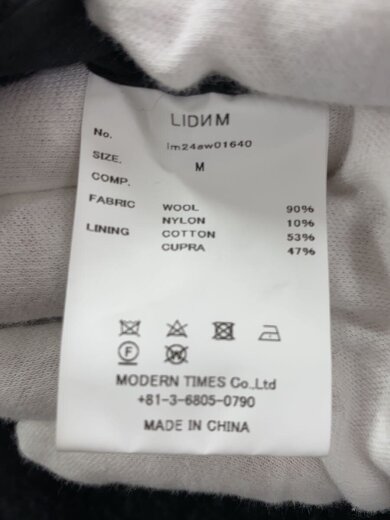 LIDИM
No. lm24aw01640
SIZE. M
COMP.
FABRIC WOOL 90%
NYLON 10%
LINING COTTON 53%
CUPRA 47%
F W
MODERN TIMES Co.,Ltd
+81-3-6805-0790
MADE IN CHINA